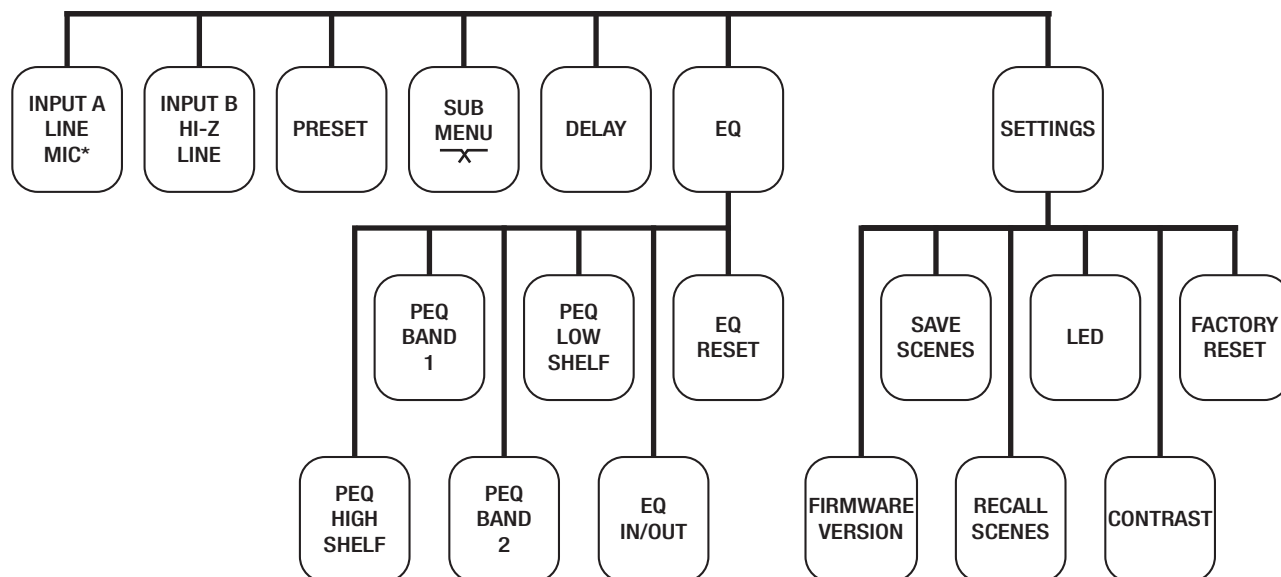 INPUT A
LINE
MIC*
INPUT B
HI-Z
LINE
PRESET
SUB
MENU
DELAY
EQ
SETTINGS
PEQ
BAND
1
PEQ
LOW
SHELF
EQ
RESET
SAVE
SCENES
LED
FACTORY
RESET
PEQ
HIGH
SHELF
PEQ
BAND
2
EQ
IN/OUT
FIRMWARE
VERSION
RECALL
SCENES
CONTRAST